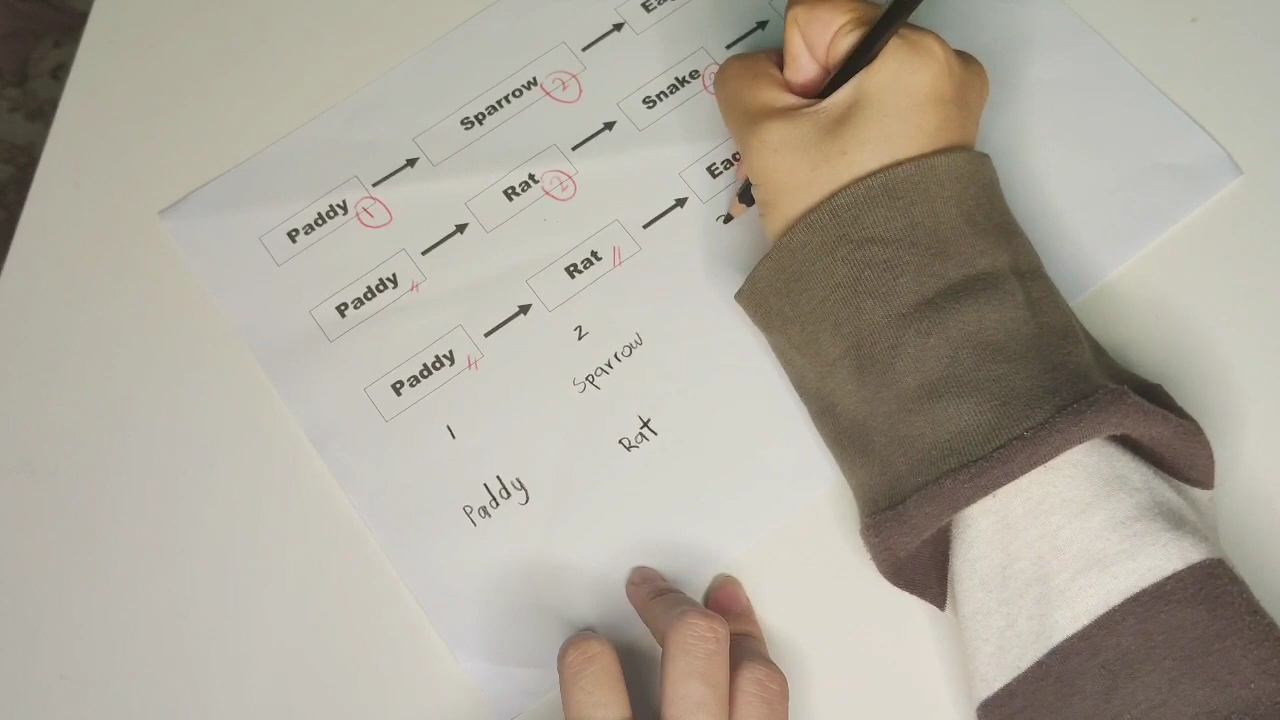 Paddy 1 Sparrow 2
Paddy " Rat 2 Snake
Paddy " Rat "
1 2
Paddy Sparrow
Rat